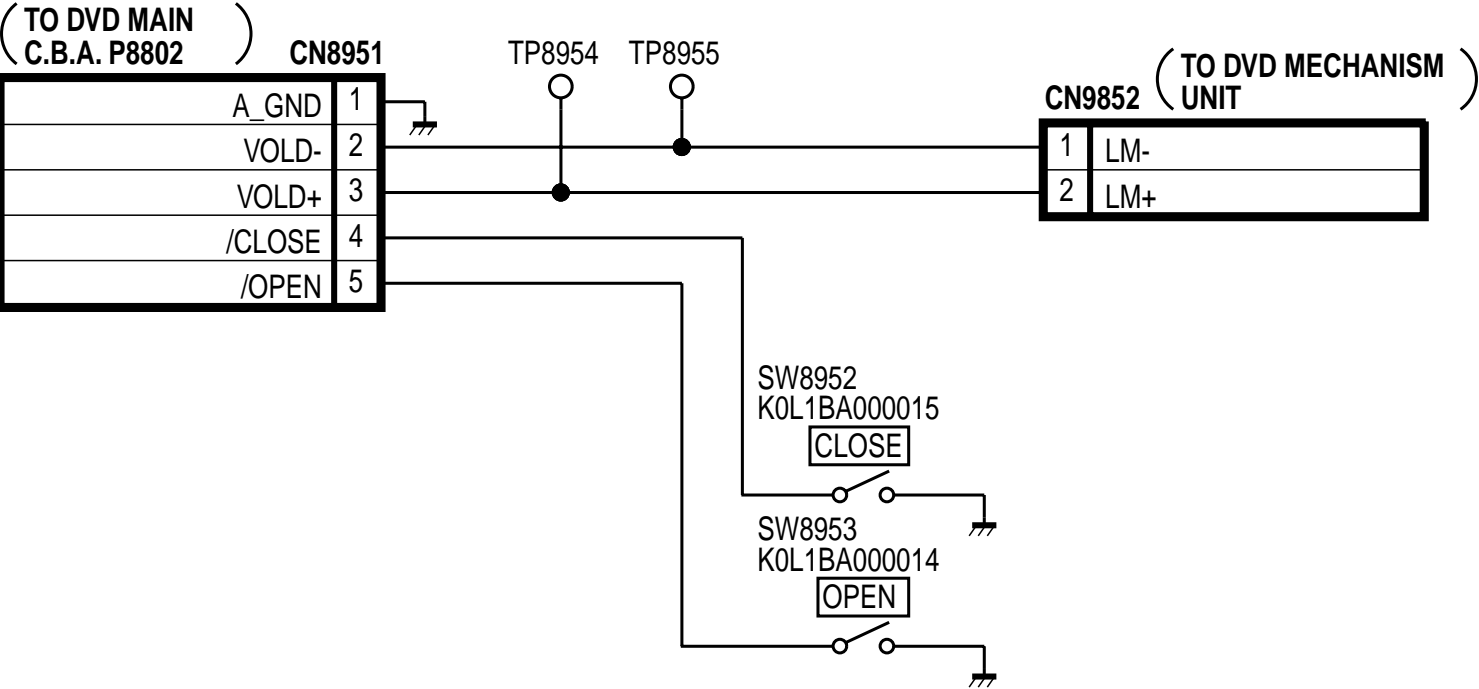 TO DVD MAIN
C.B.A. P8802
CN8951
A_GND 1
VOLD- 2
VOLD+ 3
/CLOSE 4
/OPEN 5
TP8954
TP8955
CN9852
TO DVD MECHANISM
UNIT
1 LM-
2 LM+
SW8952
K0L1BA000015
CLOSE
SW8953
K0L1BA000014
OPEN